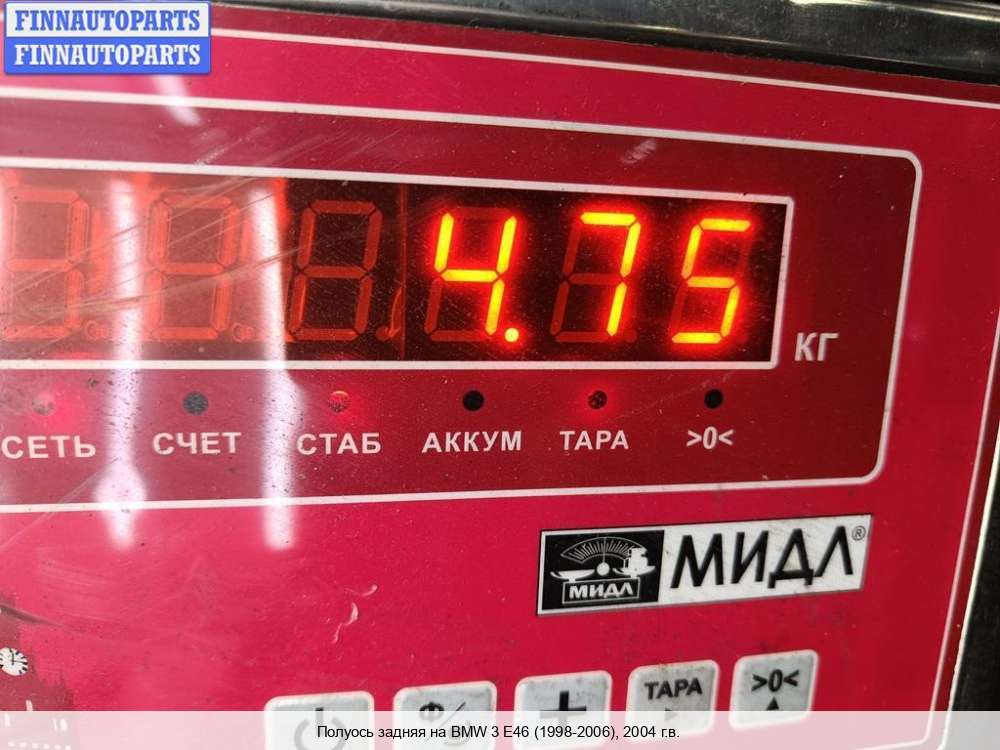 FINNAUTOPARTS
FINNAUTOPARTS
4.75
КГ
СЕТЬ СЧЕТ СТАБ АККУМ ТАРА >0<
МИДЛ МИДЛ®
Ф/ + ТАРА >0<
Полуось задняя на BMW 3 E46 (1998-2006), 2004 г.в.